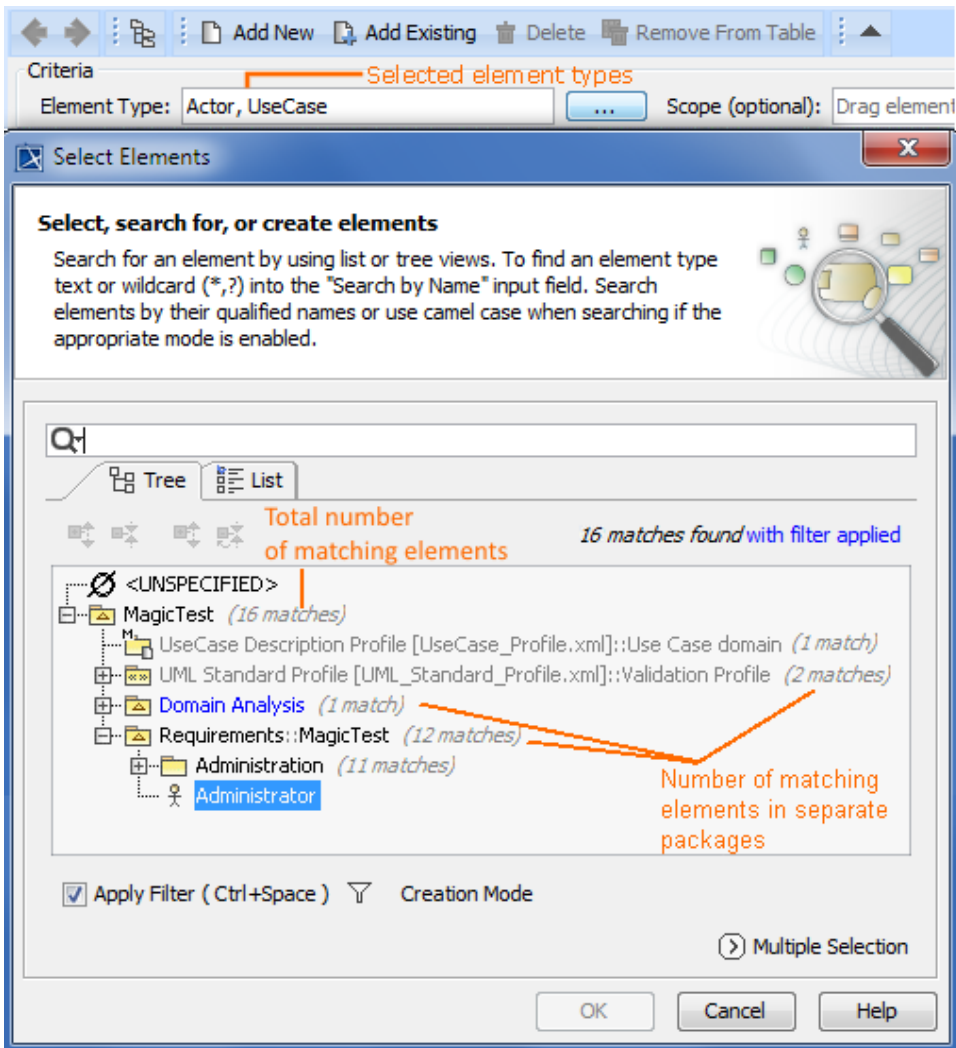 Add New Add Existing Delete Remove From Table
Criteria
Selected element types
Element Type: Actor, UseCase ... Scope (optional): Drag element
Select Elements
Select, search for, or create elements
Search for an element by using list or tree views. To find an element type
text or wildcard (*,?) into the "Search by Name" input field. Search
elements by their qualified names or use camel case when searching if the
appropriate mode is enabled.
Tree List
Total number
of matching elements
16 matches found with filter applied
<UNSPECIFIED>
MagicTest (16 matches)
UseCase Description Profile [UseCase_Profile.xml]::Use Case domain (1 match)
UML Standard Profile [UML_Standard_Profile.xml]::Validation Profile (2 matches)
Domain Analysis (1 match)
Requirements::MagicTest (12 matches)
Administration (11 matches)
Administrator
Number of matching
elements in separate
packages
Apply Filter ( Ctrl+Space ) Creation Mode
Multiple Selection
OK Cancel Help